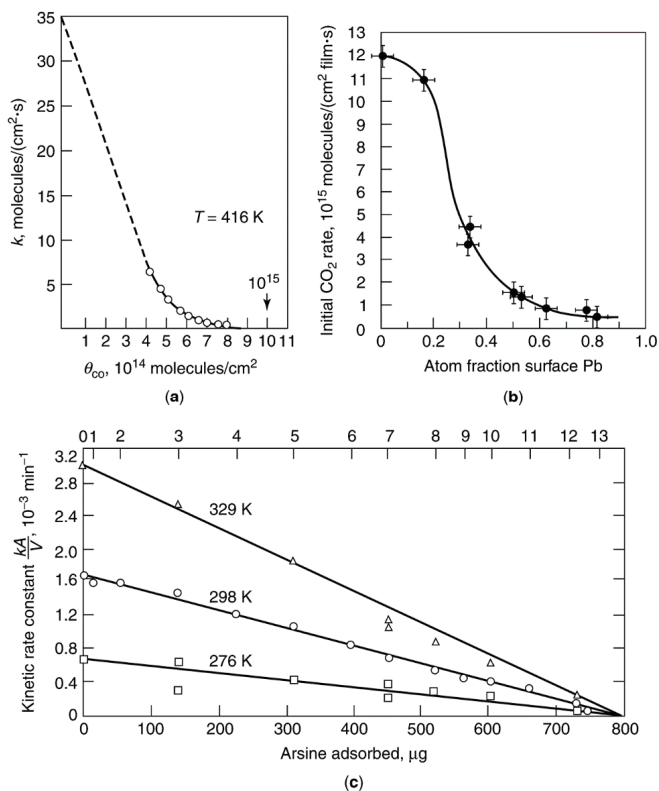 35
30
25
20
15
10
5
k, molecules/(cm²·s)
T = 416 K
10¹⁵
1 2 3 4 5 6 7 8 9 10 11
θco, 10¹⁴ molecules/cm²
(a)
13
12
11
10
9
8
7
6
5
4
3
2
1
0
Initial CO₂ rate, 10¹⁵ molecules/(cm² film·s)
0 0.2 0.4 0.6 0.8 1.0
Atom fraction surface Pb
(b)
0 1 2 3 4 5 6 7 8 9 10 11 12 13
3.2
2.8
2.4
2.0
1.6
1.2
0.8
0.4
0
Kinetic rate constant kA/V, 10⁻³ min⁻¹
329 K
298 K
276 K
0 100 200 300 400 500 600 700 800
Arsine adsorbed, μg
(c)